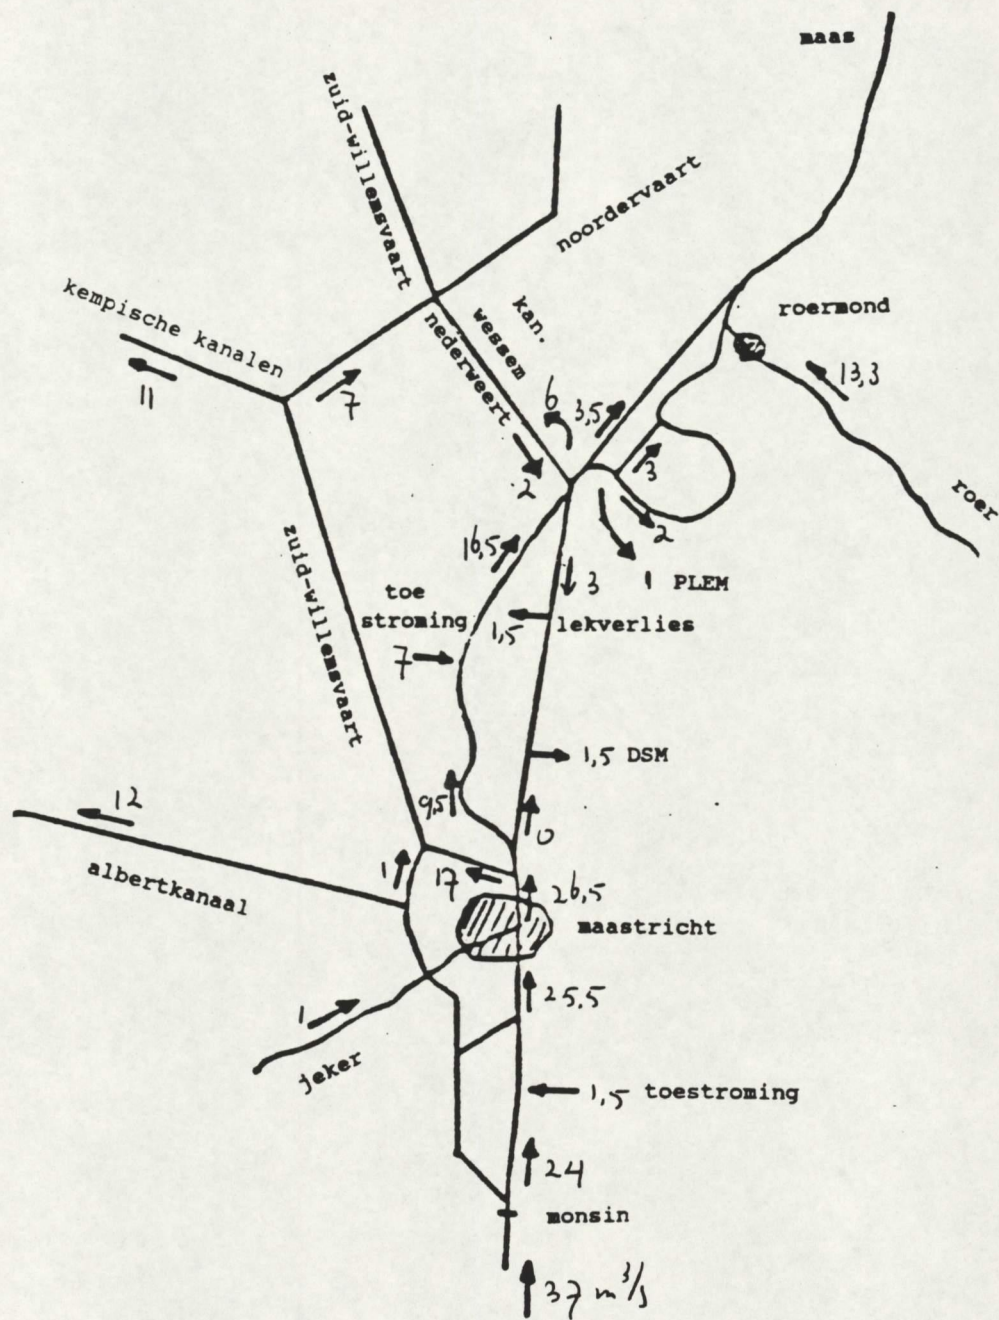 maas
zuid-willemsvaart
noordervaart
kempische kanalen
11
7
kan.
wessem
nederweert
roermond
13,3
6
3,5
3
2
roer
2
16,5
1 PLEM
3
toe
stroming
1,5
lekverlies
7
zuid-willemsvaart
1,5 DSM
12
9,5
0
albertkanaal
1
17
26,5
maastricht
25,5
1
jeker
1,5 toestroming
24
monsin
37 m³/s